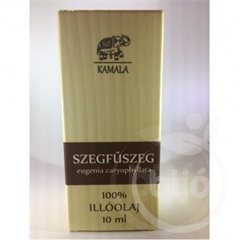 KAMALA
SZEGFŰSZEG
eugenia caryophyllata
100%
ILLÓOLAJ
10 ml